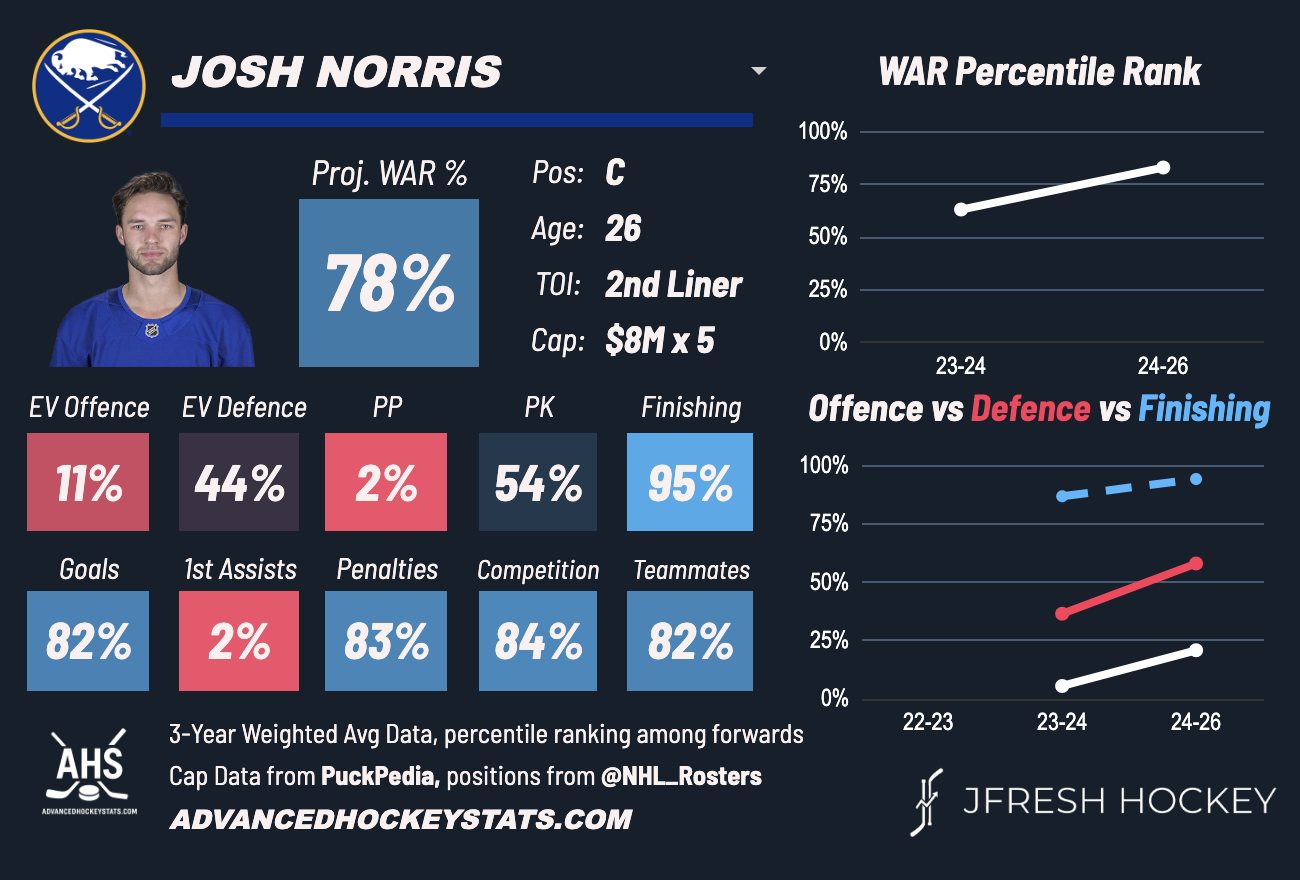 JOSH NORRIS
Proj. WAR %
78%
Pos: C
Age: 26
TOI: 2nd Liner
Cap: $8M x 5
EV Offence EV Defence PP PK Finishing
11% 44% 2% 54% 95%
Goals 1st Assists Penalties Competition Teammates
82% 2% 83% 84% 82%
WAR Percentile Rank
100%
75%
50%
25%
0%
23-24 24-26
Offence vs Defence vs Finishing
100%
75%
50%
25%
0%
22-23 23-24 24-26
AHS
ADVANCEDHOCKEYSTATS.COM
3-Year Weighted Avg Data, percentile ranking among forwards
Cap Data from PuckPedia, positions from @NHL_Rosters
ADVANCEDHOCKEYSTATS.COM
JFRESH HOCKEY